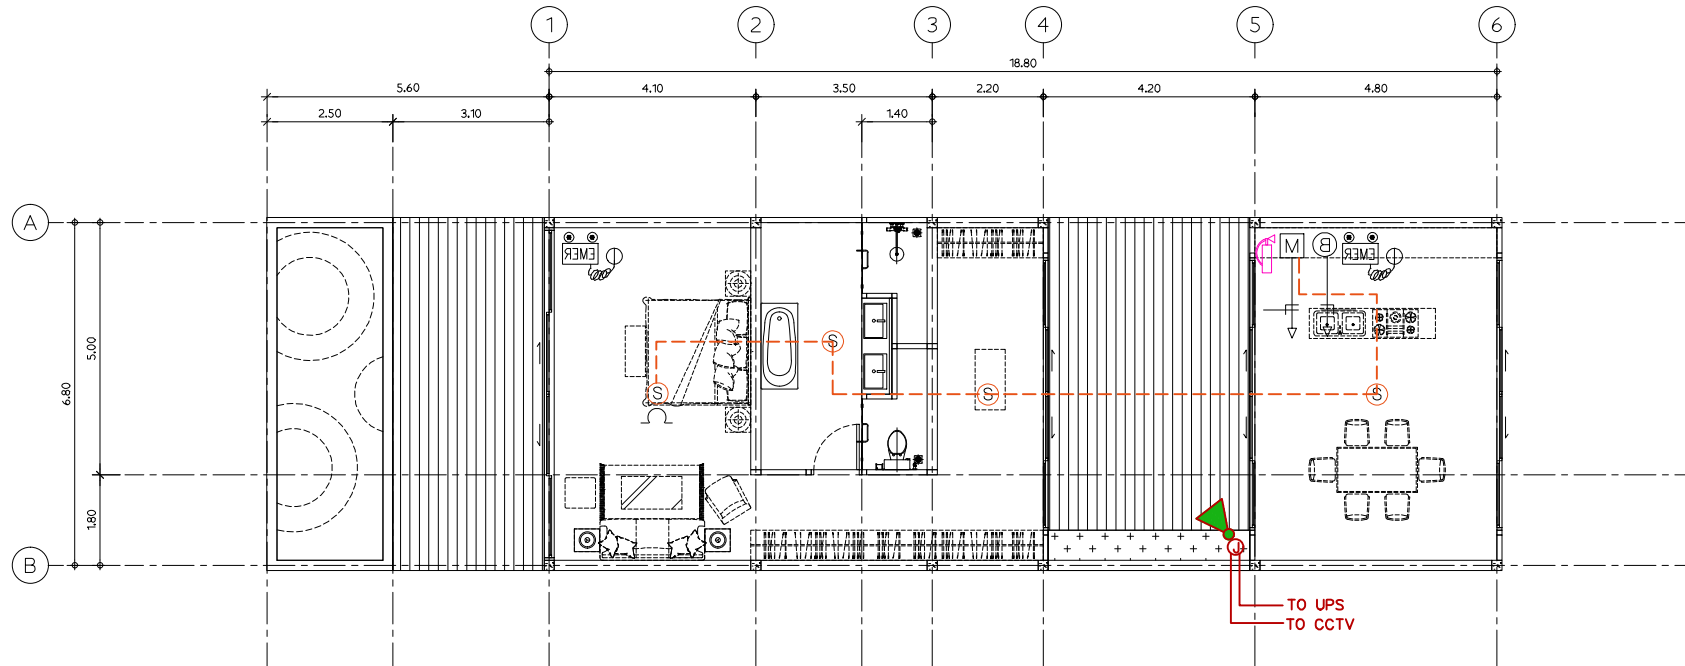 1 2 3 4 5 6
18.80
5.60 4.10 3.50 2.20 4.20 4.80
2.50 3.10 1.40
A
EMER M B EMER
5.00
S
6.80
S S S
1.80
J
B
TO UPS
TO CCTV